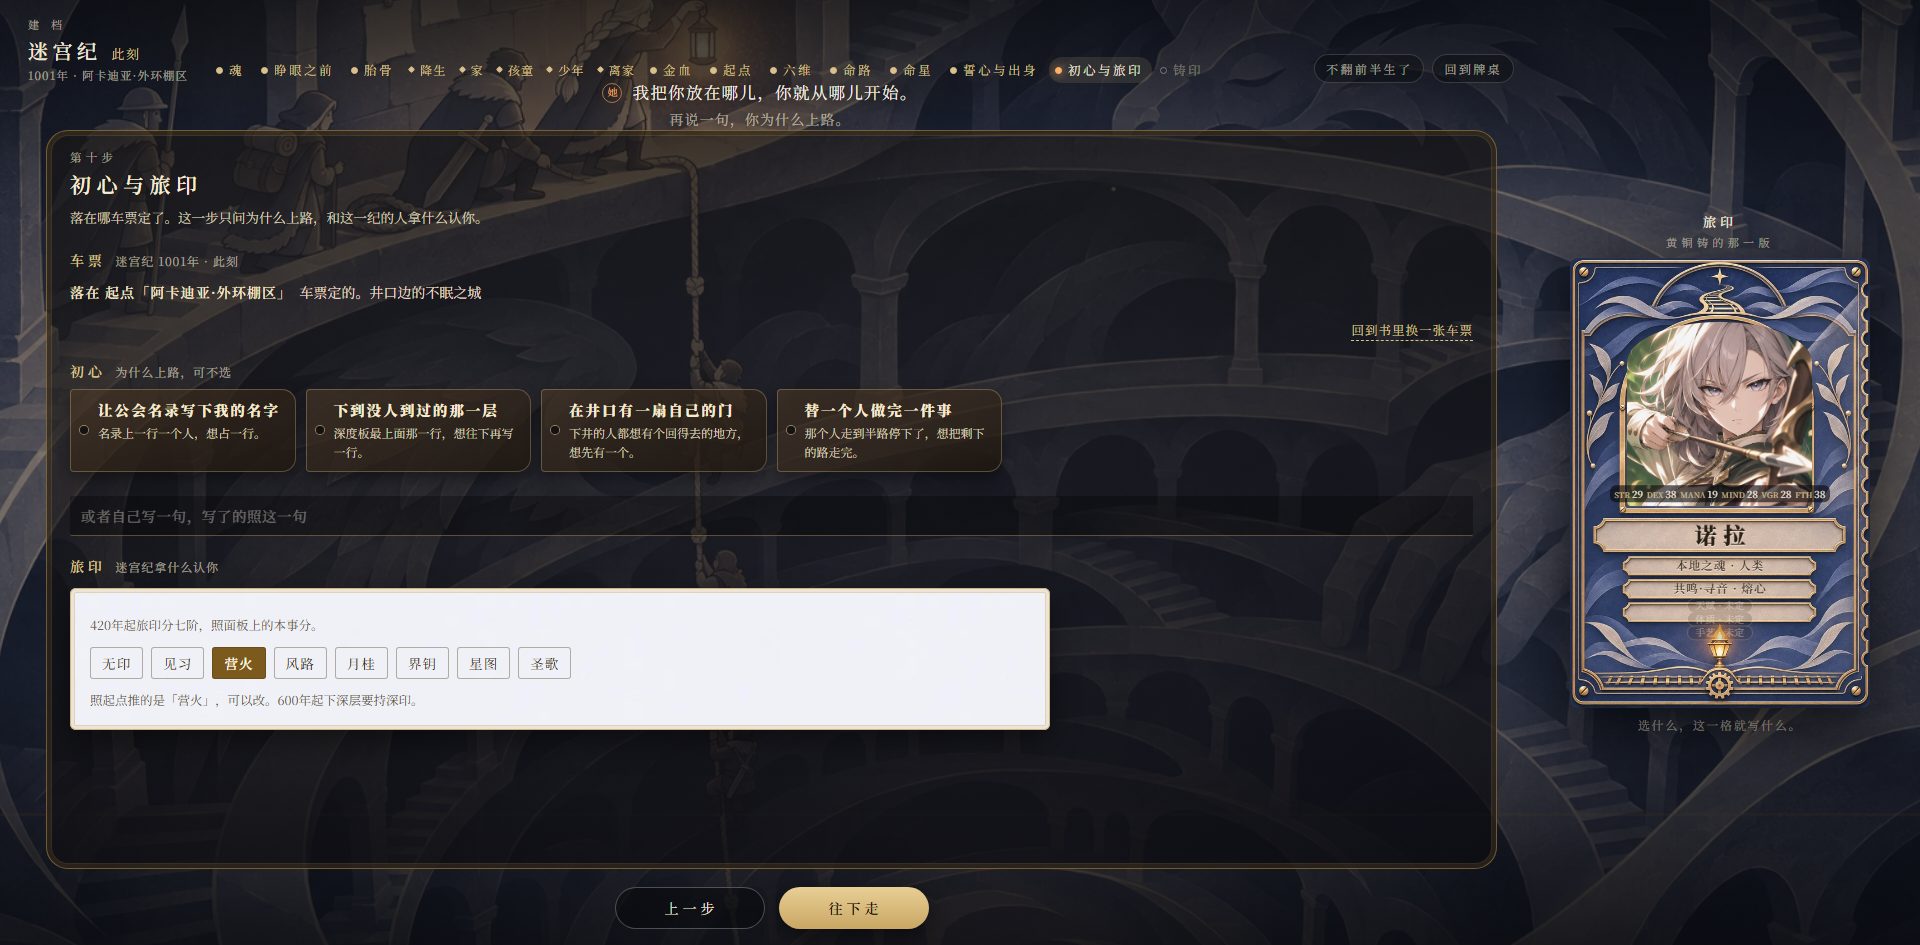 建 档
迷宫纪 此刻
1001年 · 阿卡迪亚·外环棚区
魂 睁眼之前 胎骨 降生 家 孩童 少年 离家 金血 起点 六维 命路 命星 誓心与出身 初心与旅印 铸印
不翻前半生了 回到牌桌
她 我把你放在哪儿，你就从哪儿开始。
再说一句，你为什么上路。
第十步
初心与旅印
落在哪车票定了。这一步只问为什么上路，和这一纪的人拿什么认你。
车票 迷宫纪 1001年 · 此刻
落在 起点「阿卡迪亚·外环棚区」 车票定的。井口边的不眠之城
回到书里换一张车票
初心 为什么上路，可不选
让公会名录写下我的名字
名录上一行一个人，想占一行。
下到没人到过的那一层
深度板最上面那一行，想往下再写
一行。
在井口有一扇自己的门
下井的人都想有个回得去的地方，
想先有一个。
替一个人做完一件事
那个人走到半路停下了，想把剩下
的路走完。
或者自己写一句，写了的照这一句
旅印 迷宫纪拿什么认你
420年起旅印分七阶，照面板上的本事分。
无印 见习 营火 风路 月桂 界钥 星图 圣歌
照起点推的是「营火」，可以改。600年起下深层要持深印。
上一步 往下走
旅印
黄铜铸的那一版
STR 29 DEX 38 MANA 19 MIND 28 VGR 28 FTH 38
诺拉
本地之魂 · 人类
共鸣·寻音 · 熔心
天赋 · 未定
体质 · 未定
手艺 · 未定
选什么，这一格就写什么。